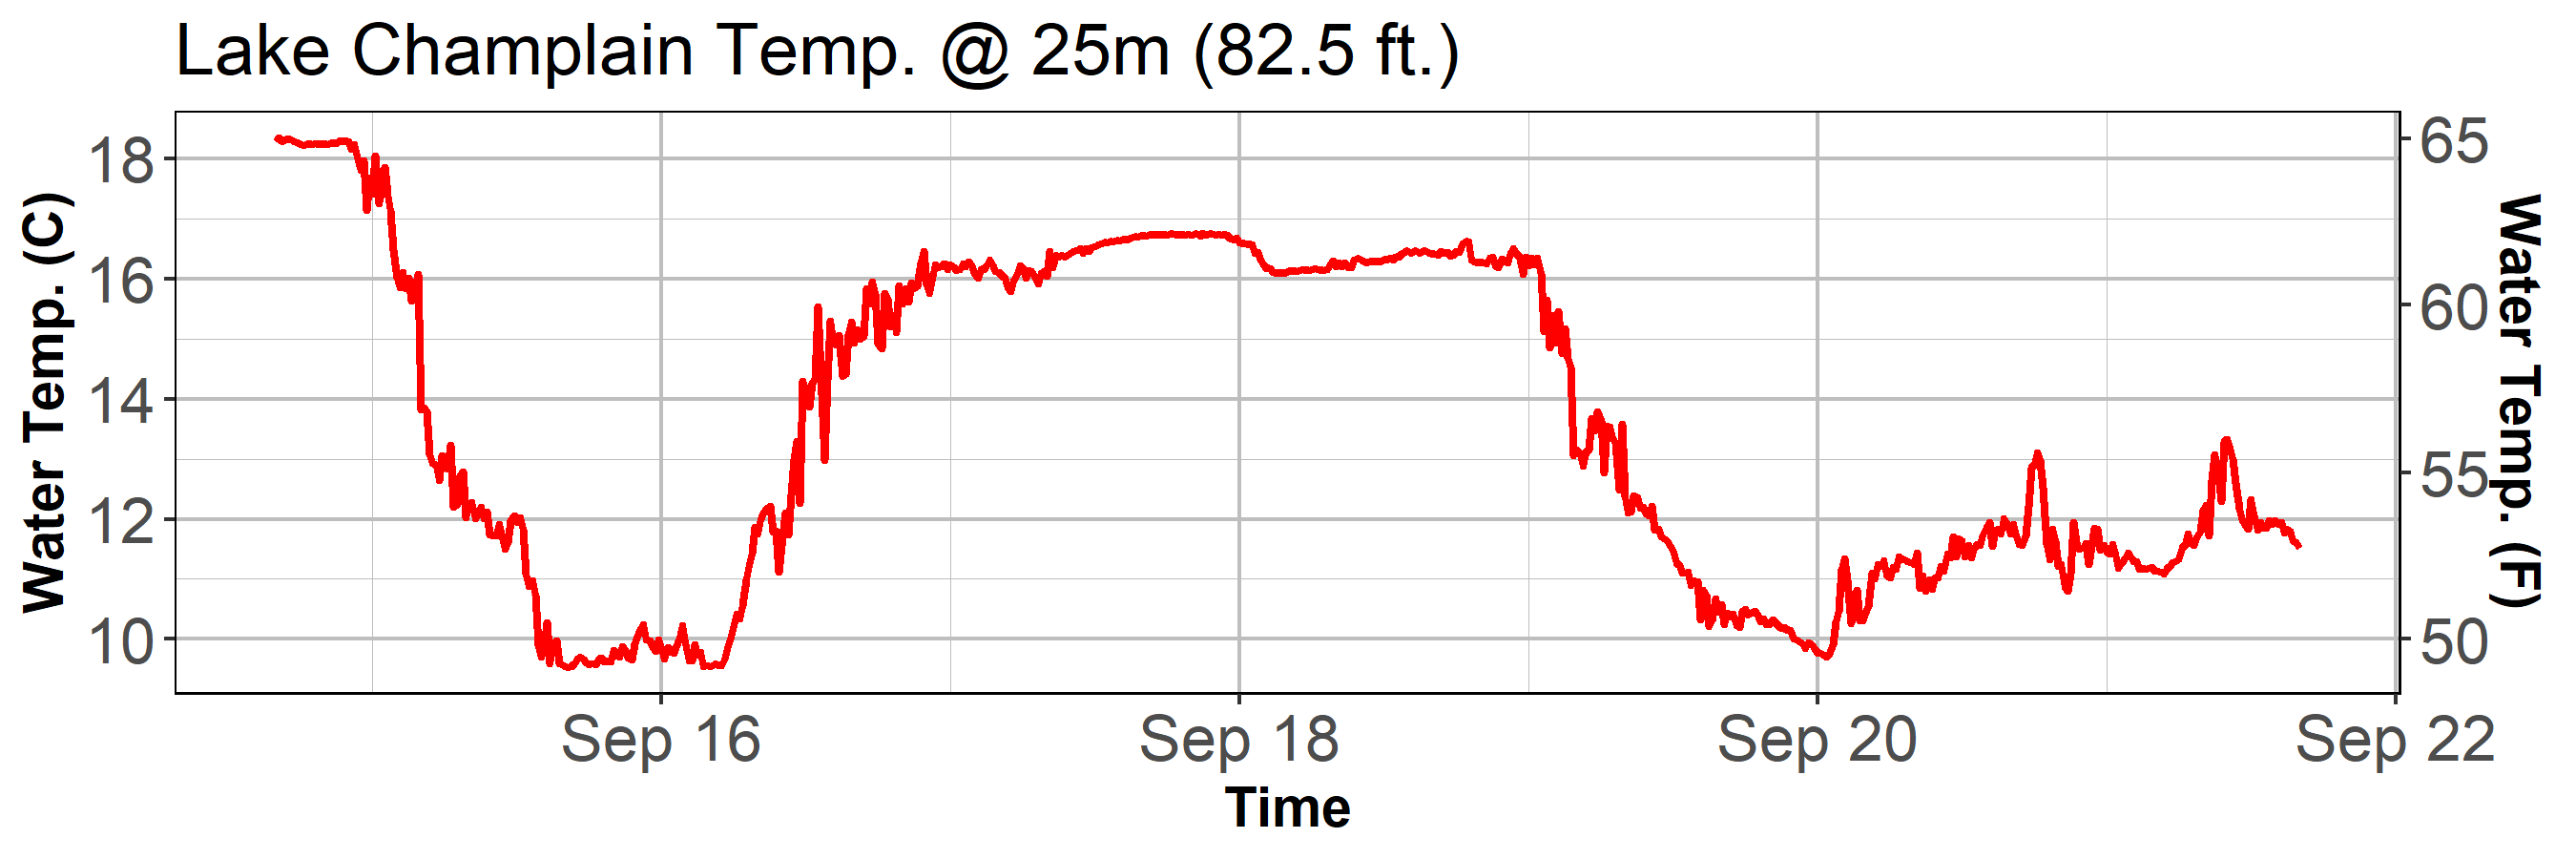 Lake Champlain Temp. @ 25m (82.5 ft.)
Water Temp. (C)
18
16
14
12
10
65
60
55
50
Water Temp. (F)
Sep 16
Sep 18
Sep 20
Sep 22
Time